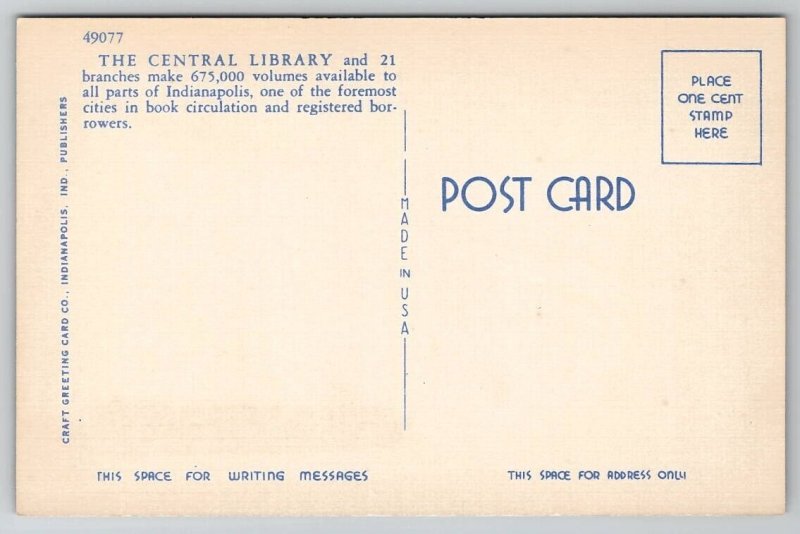 49077
THE CENTRAL LIBRARY and 21
branches make 675,000 volumes available to
all parts of Indianapolis, one of the foremost
cities in book circulation and registered bor-
rowers.
CRAFT GREETING CARD CO., INDIANAPOLIS, IND., PUBLISHERS
MADE IN USA
POST CARD
PLACE
ONE CENT
STAMP
HERE
THIS SPACE FOR WRITING MESSAGES
THIS SPACE FOR ADDRESS ONLY